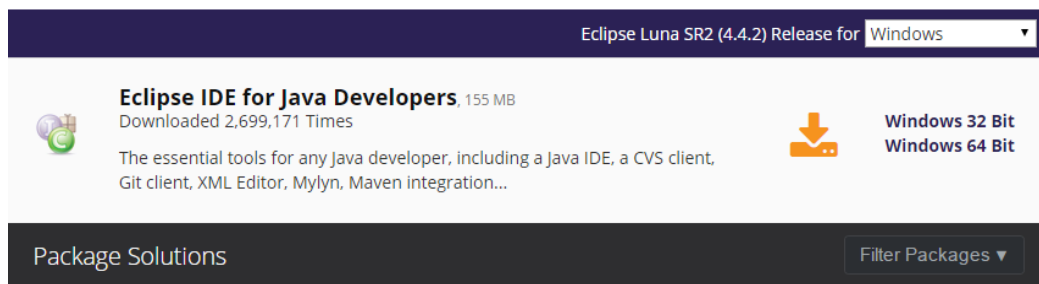 Eclipse Luna SR2 (4.4.2) Release for Windows
Eclipse IDE for Java Developers, 155 MB
Downloaded 2,699,171 Times
The essential tools for any Java developer, including a Java IDE, a CVS client,
Git client, XML Editor, Mylyn, Maven integration...
Windows 32 Bit
Windows 64 Bit
Package Solutions
Filter Packages ▼